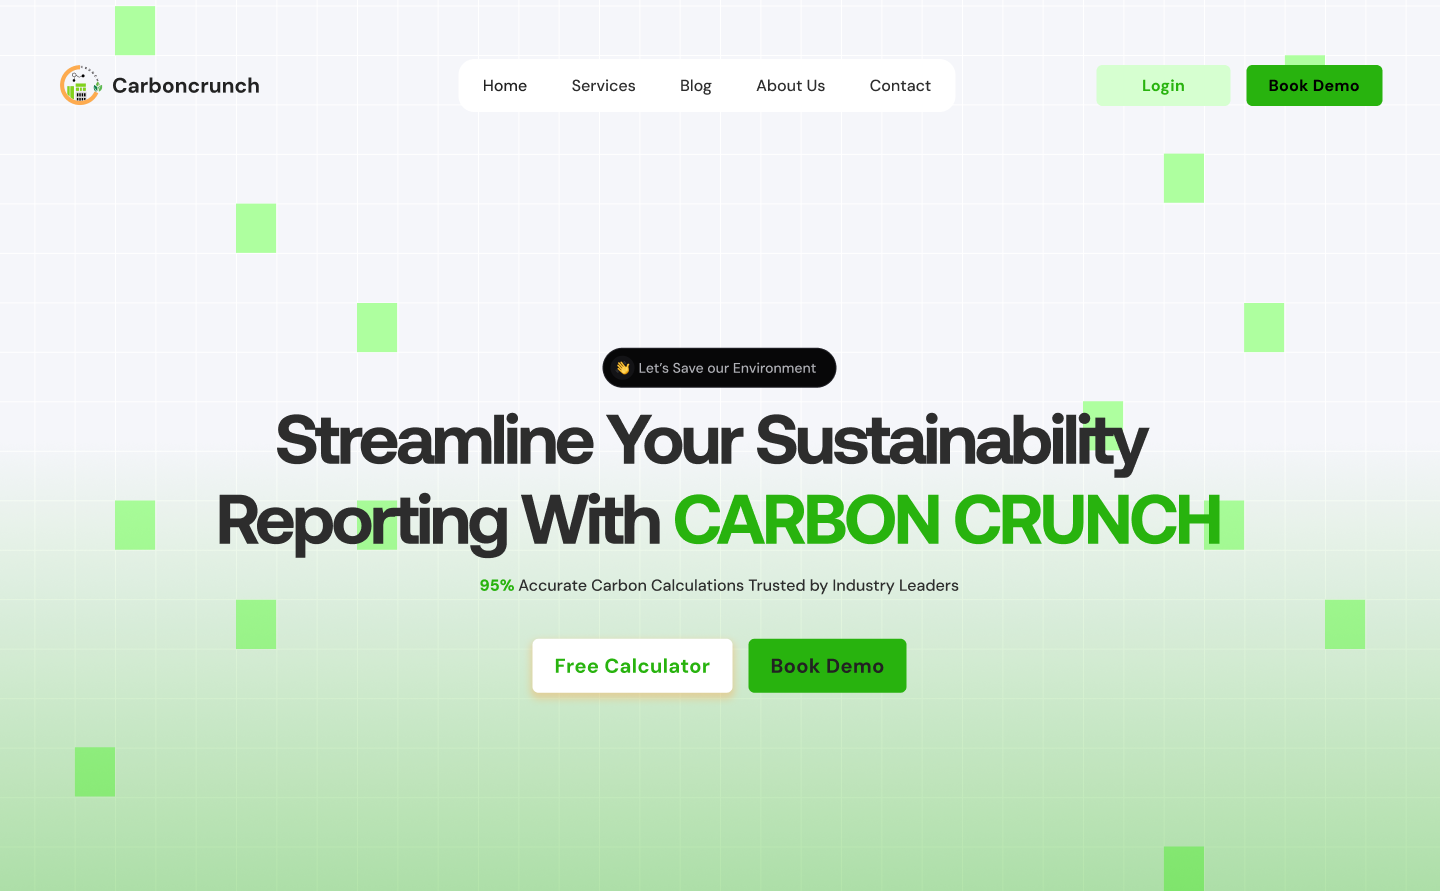 Carboncrunch
Home Services Blog About Us Contact
Login
Book Demo
👋 Let's Save our Environment
Streamline Your Sustainability
Reporting With CARBON CRUNCH
95% Accurate Carbon Calculations Trusted by Industry Leaders
Free Calculator
Book Demo